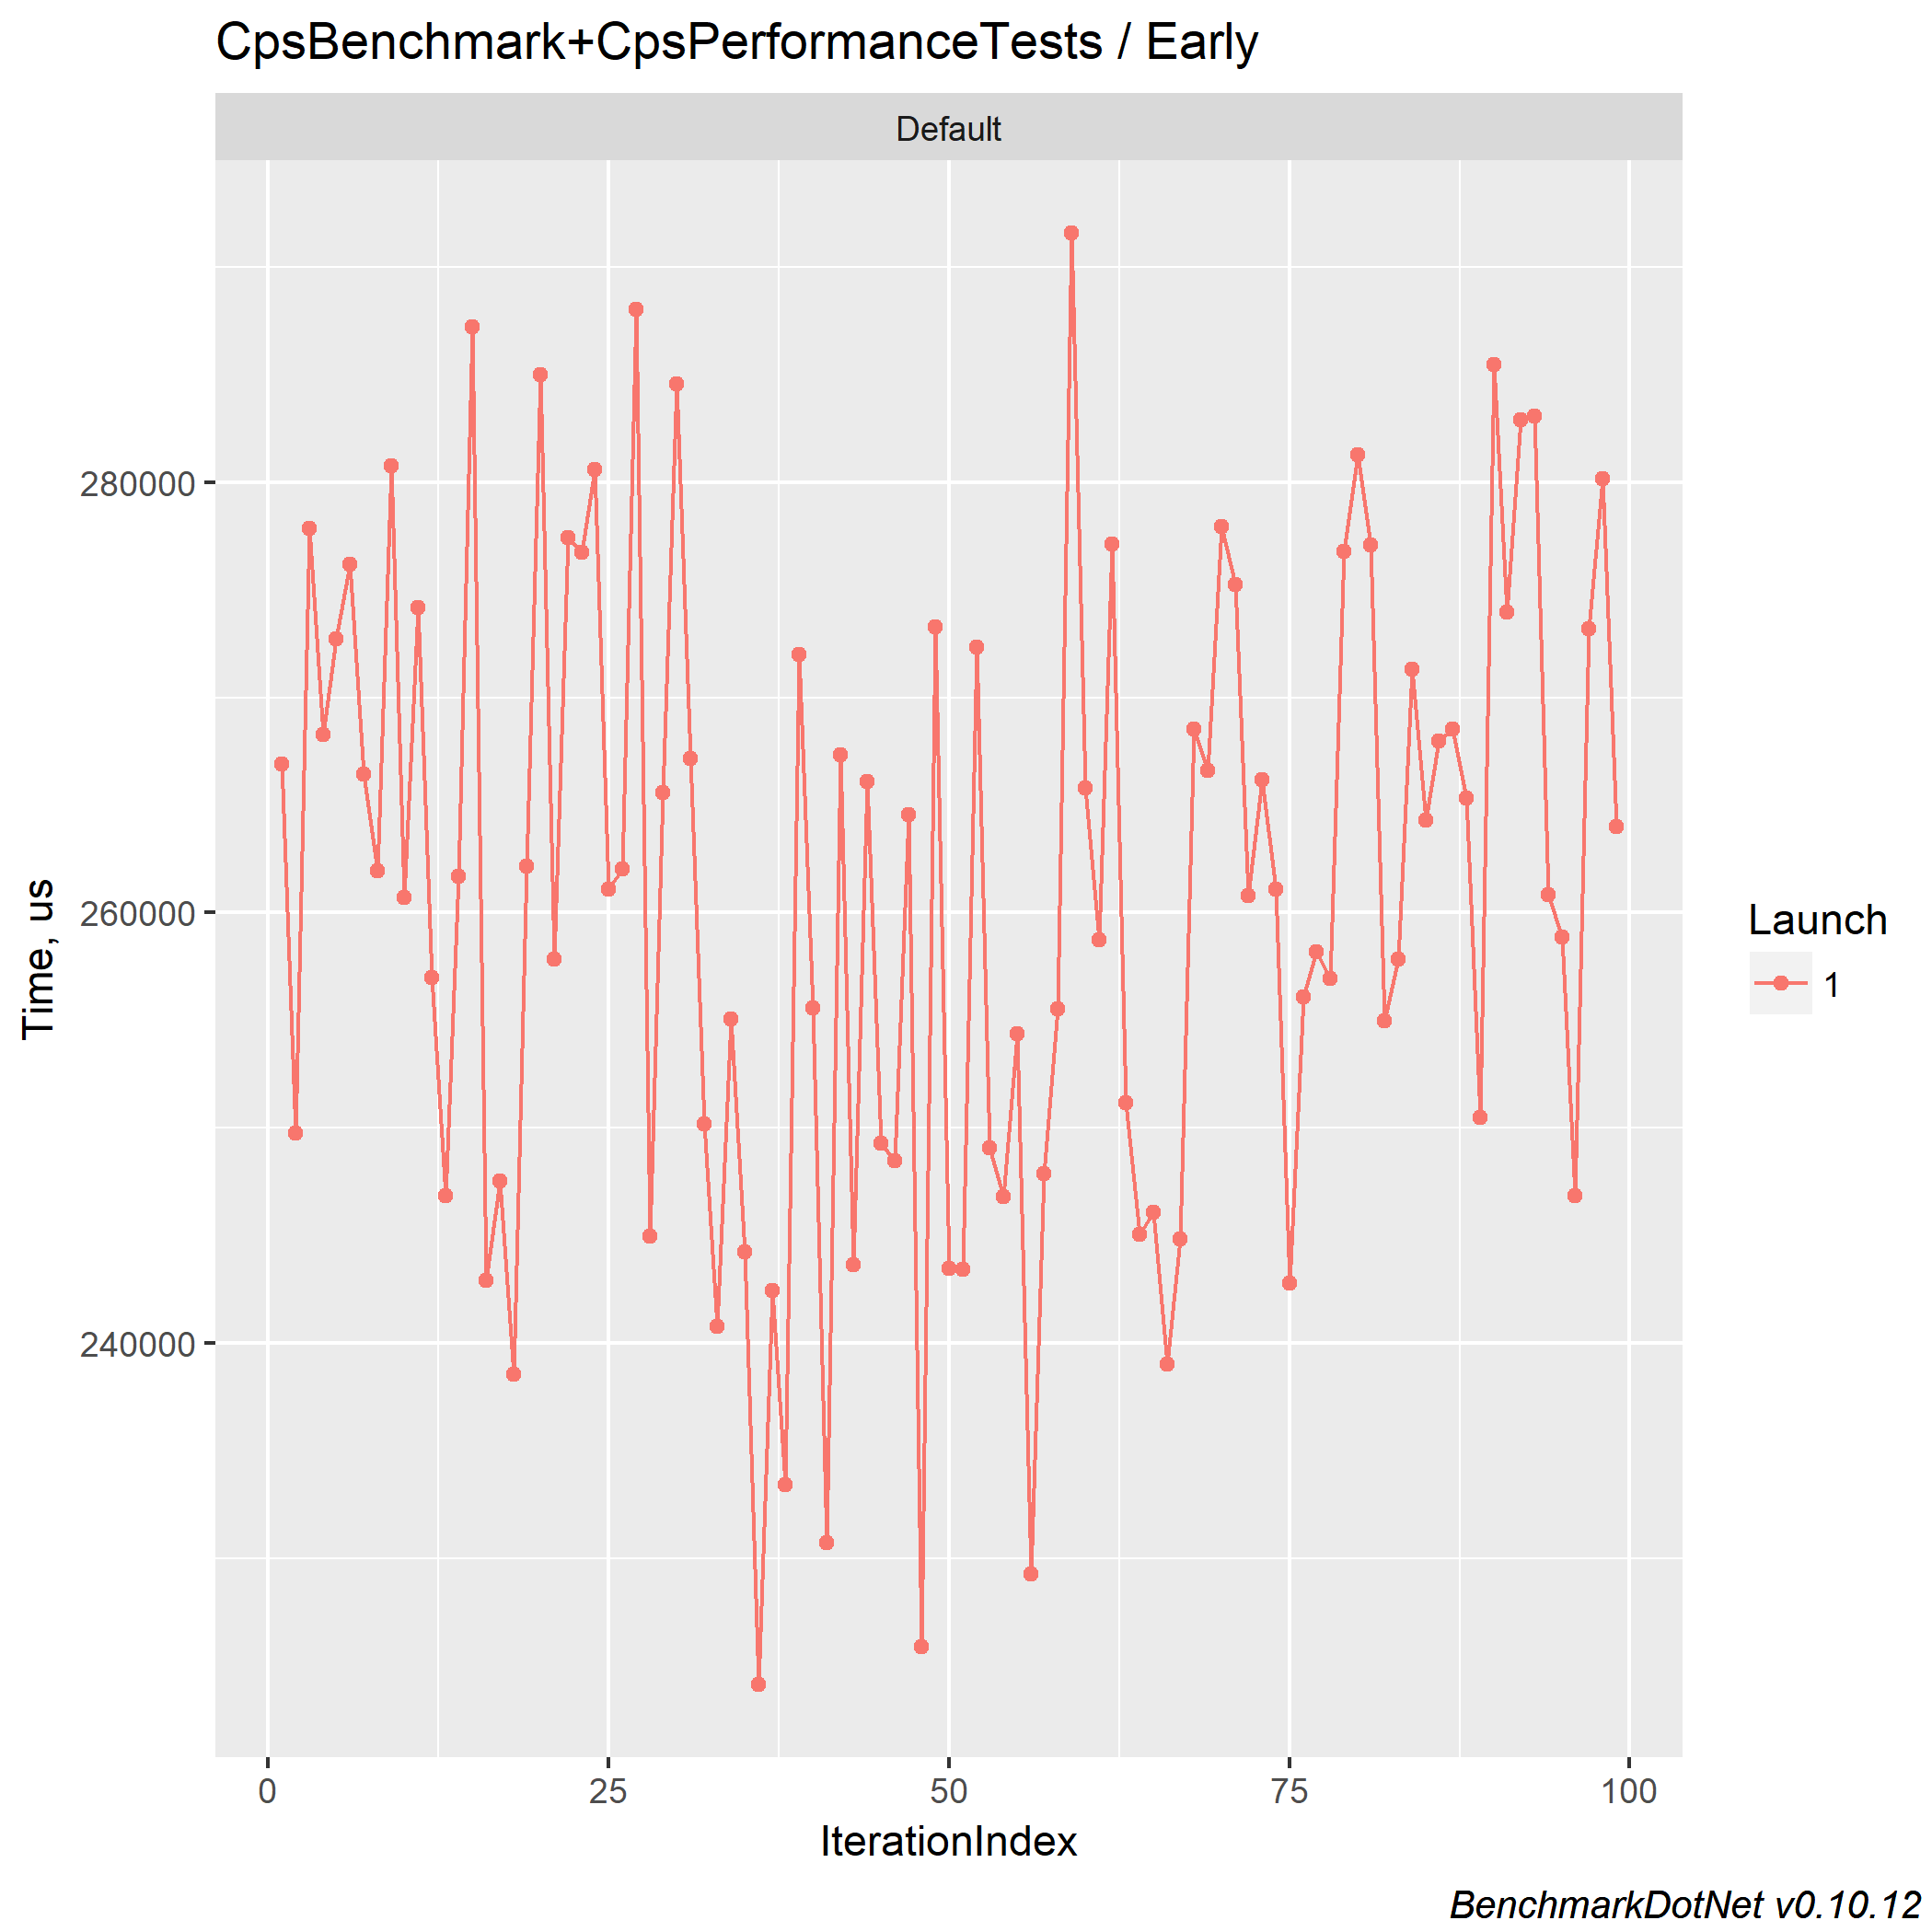 CpsBenchmark+CpsPerformanceTests / Early
Default
280000
260000
240000
Time, us
0 25 50 75 100
IterationIndex
Launch
1
BenchmarkDotNet v0.10.12